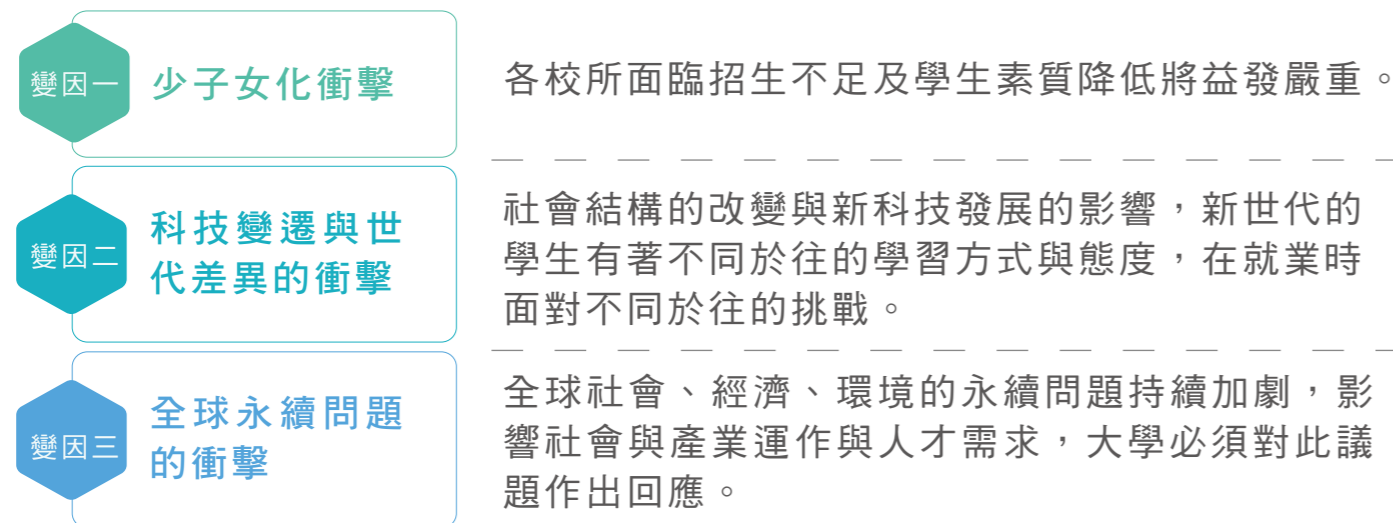 變因一
少子女化衝擊
各校所面臨招生不足及學生素質降低將益發嚴重。
變因二
科技變遷與世
代差異的衝擊
社會結構的改變與新科技發展的影響，新世代的
學生有著不同於往的學習方式與態度，在就業時
面對不同於往的挑戰。
變因三
全球永續問題
的衝擊
全球社會、經濟、環境的永續問題持續加劇，影
響社會與產業運作與人才需求，大學必須對此議
題作出回應。